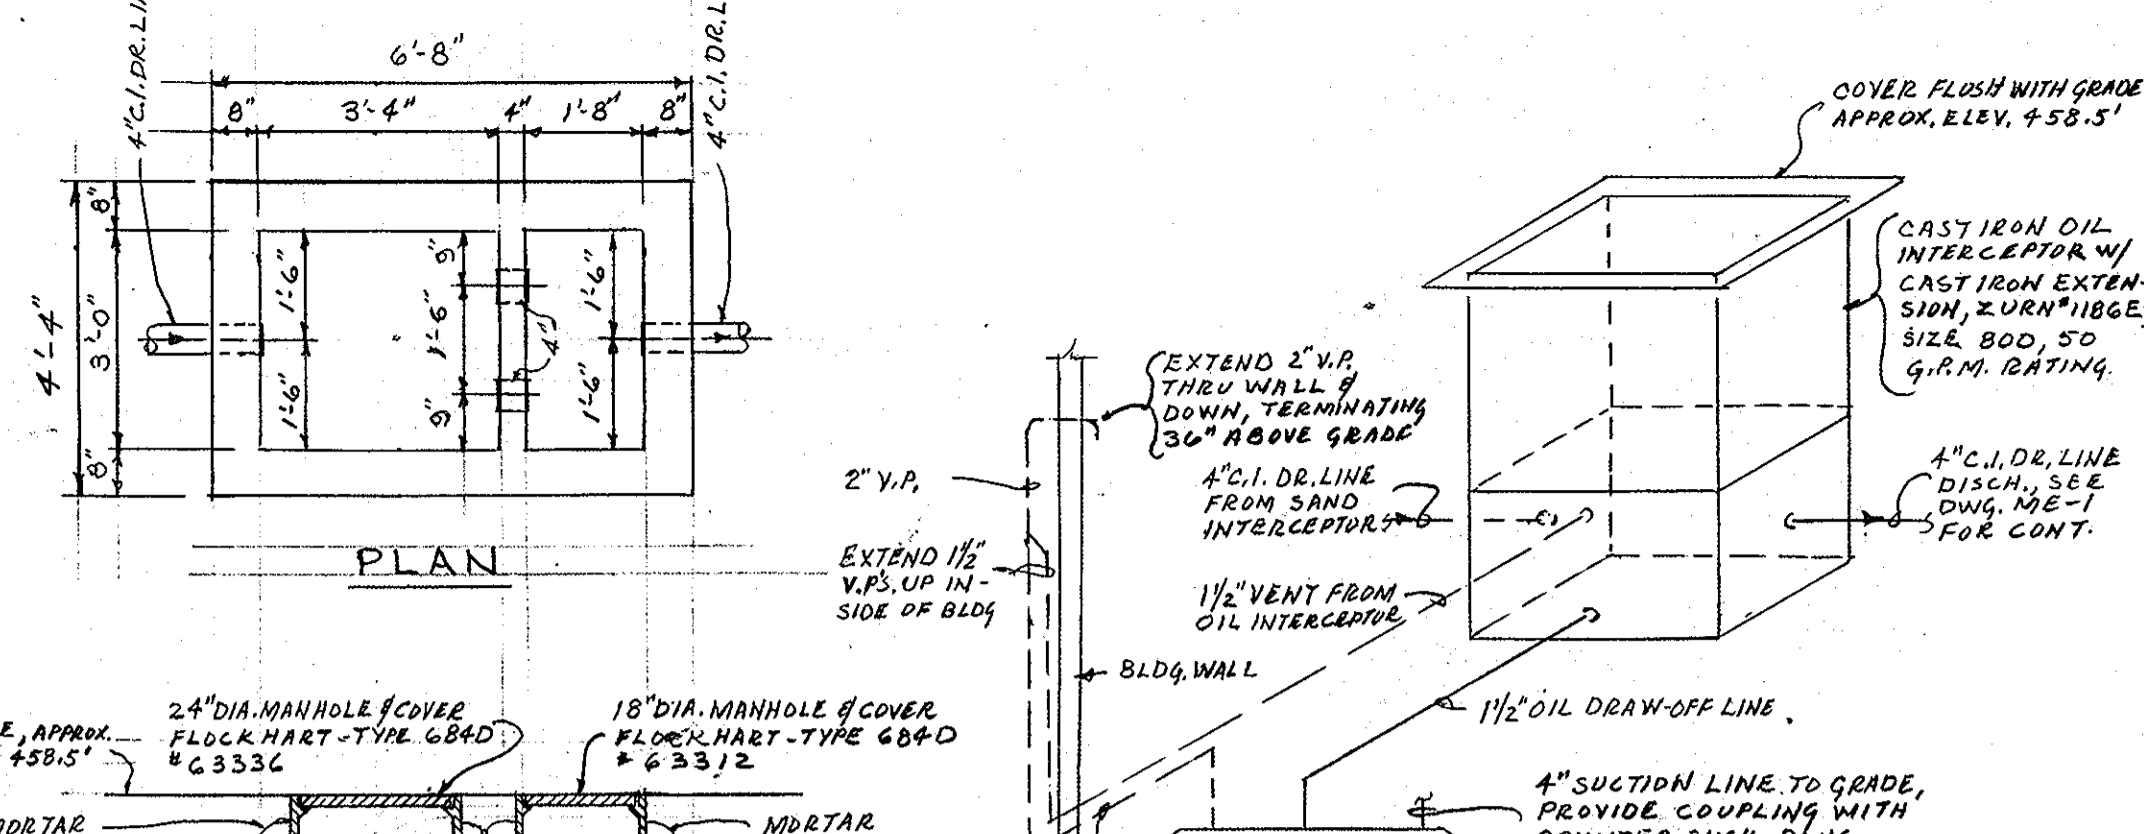 4"C.I.DR.LI
6'-8"
4"C.I.DR.L
8"
3'-4"
4"
1'-8"
8"
4'-4"
8"
3'-0"
8"
1'-6"
1'-6"
9"
1'-6"
9"
4"
1'-6"
1'-6"
PLAN
COVER FLUSH WITH GRADE
APPROX. ELEV. 458.5'
CAST IRON OIL
INTERCEPTOR W/
CAST IRON EXTEN-
SION, ZURN #1186E
SIZE 800, 50
G.P.M. RATING.
EXTEND 2" V.P.
THRU WALL &
DOWN, TERMINATING
36" ABOVE GRADE
2" V.P.
4"C.I. DR. LINE
FROM SAND
INTERCEPTORS
4"C.I. DR. LINE
DISCH., SEE
DWG. ME-1
FOR CONT.
EXTEND 1½"
V.P'S. UP IN-
SIDE OF BLDG
1½" VENT FROM
OIL INTERCEPTOR
BLDG. WALL
1½" OIL DRAW-OFF LINE
E, APPROX.
458.5'
24"DIA. MANHOLE & COVER
FLOCKHART-TYPE 684D
#63336
18"DIA. MANHOLE & COVER
FLOCKHART-TYPE 684D
#63312
MORTAR
MORTAR
4" SUCTION LINE TO GRADE,
PROVIDE COUPLING WITH